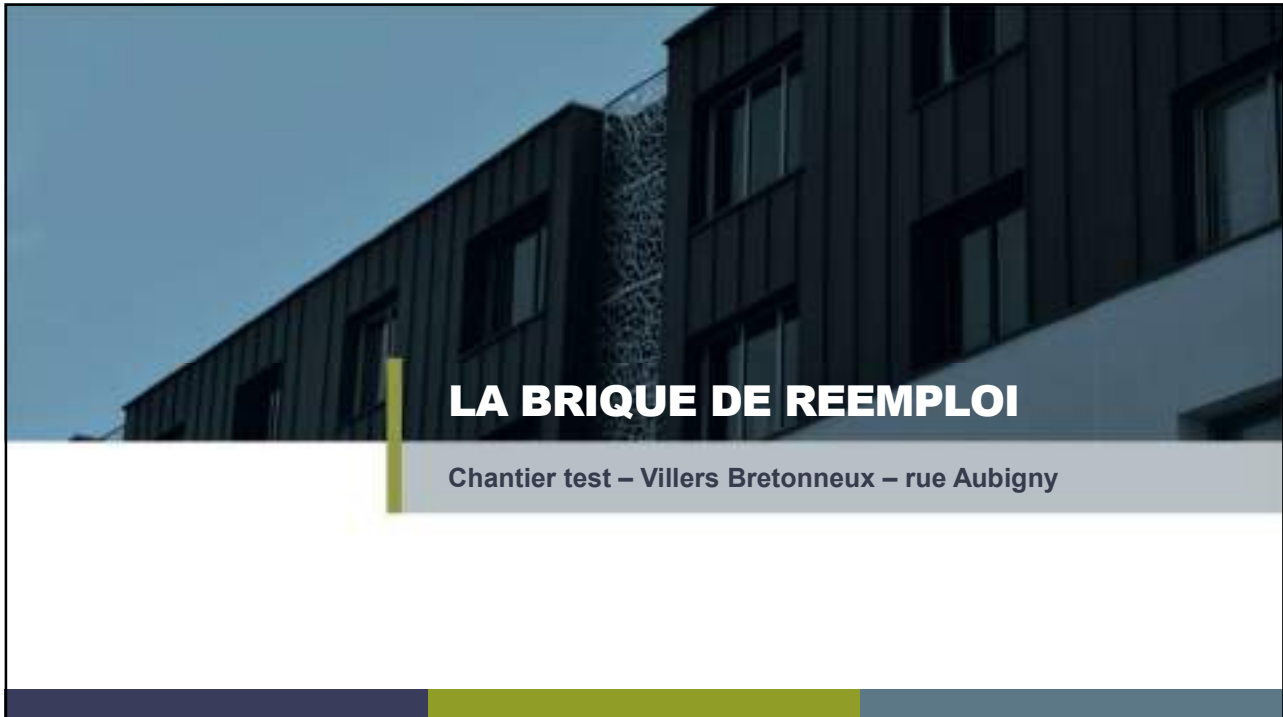 LA BRIQUE DE REEMPLOI
Chantier test – Villers Bretonneux – rue Aubigny